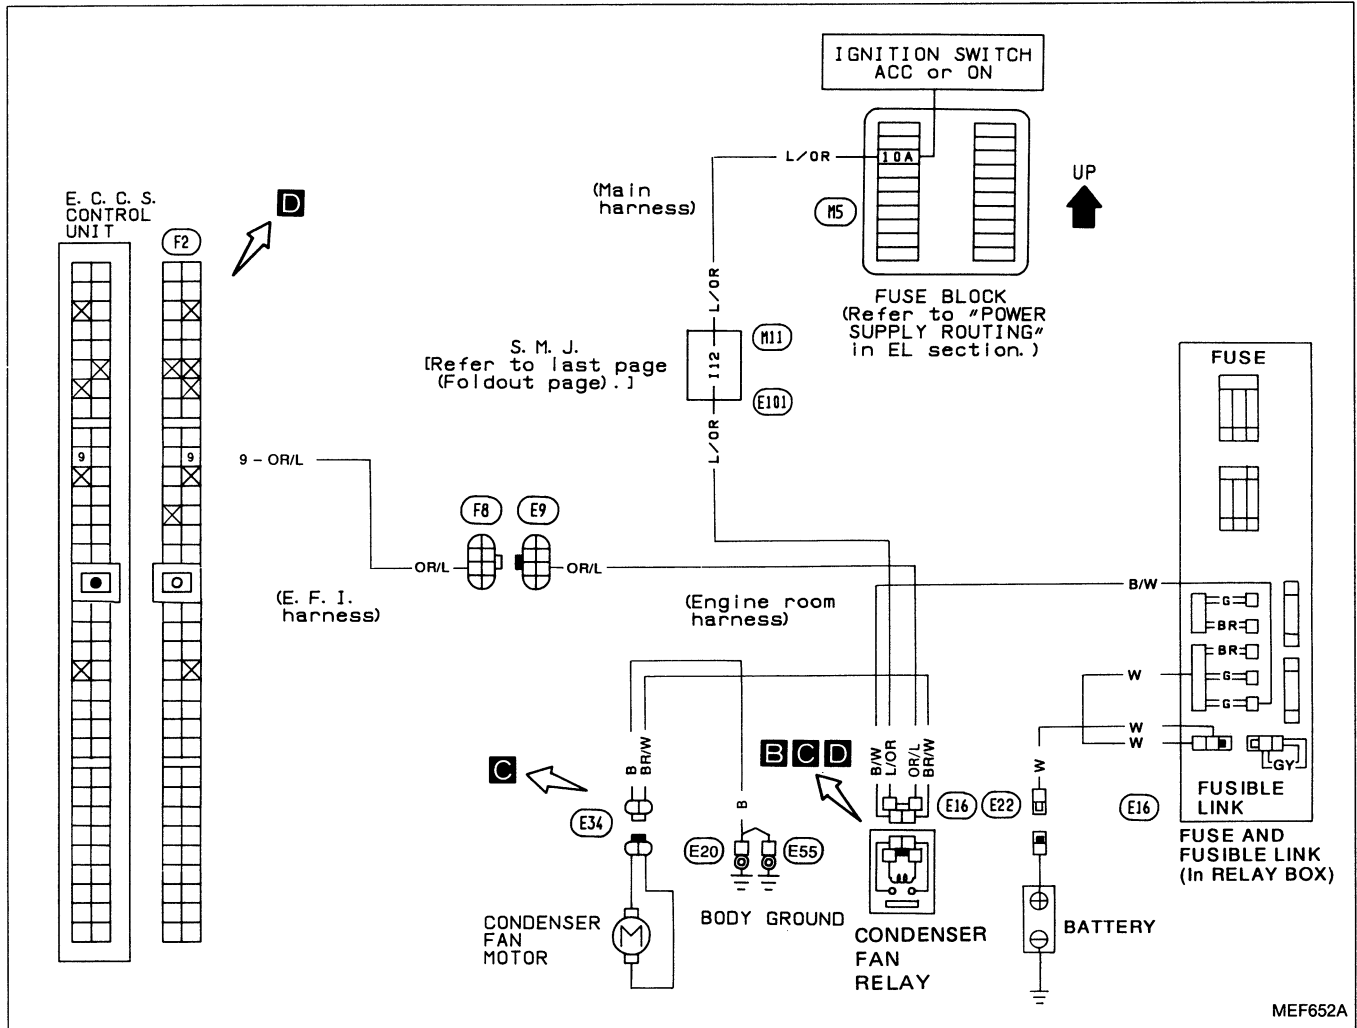 IGNITION SWITCH
ACC or ON
L/OR
10A
UP
(Main
harness)
M5
E. C. C. S.
CONTROL
UNIT
F2
D
L/OR
FUSE BLOCK
(Refer to "POWER
SUPPLY ROUTING"
in EL section.)
S. M. J.
[Refer to last page
(Foldout page).]
I12
M11
E101
L/OR
FUSE
9
9
9 – OR/L
F8
E9
OR/L
OR/L
(E. F. I.
harness)
(Engine room
harness)
B/W
G
BR
BR
G
G
W
W
W
GY
FUSIBLE
LINK
B
BR/W
B
B/W
L/OR
OR/L
BR/W
W
C
B C D
E34
E20
E55
E16
E22
E16
FUSE AND
FUSIBLE LINK
(In RELAY BOX)
CONDENSER
FAN
MOTOR
M
BODY GROUND
CONDENSER
FAN
RELAY
BATTERY
MEF652A